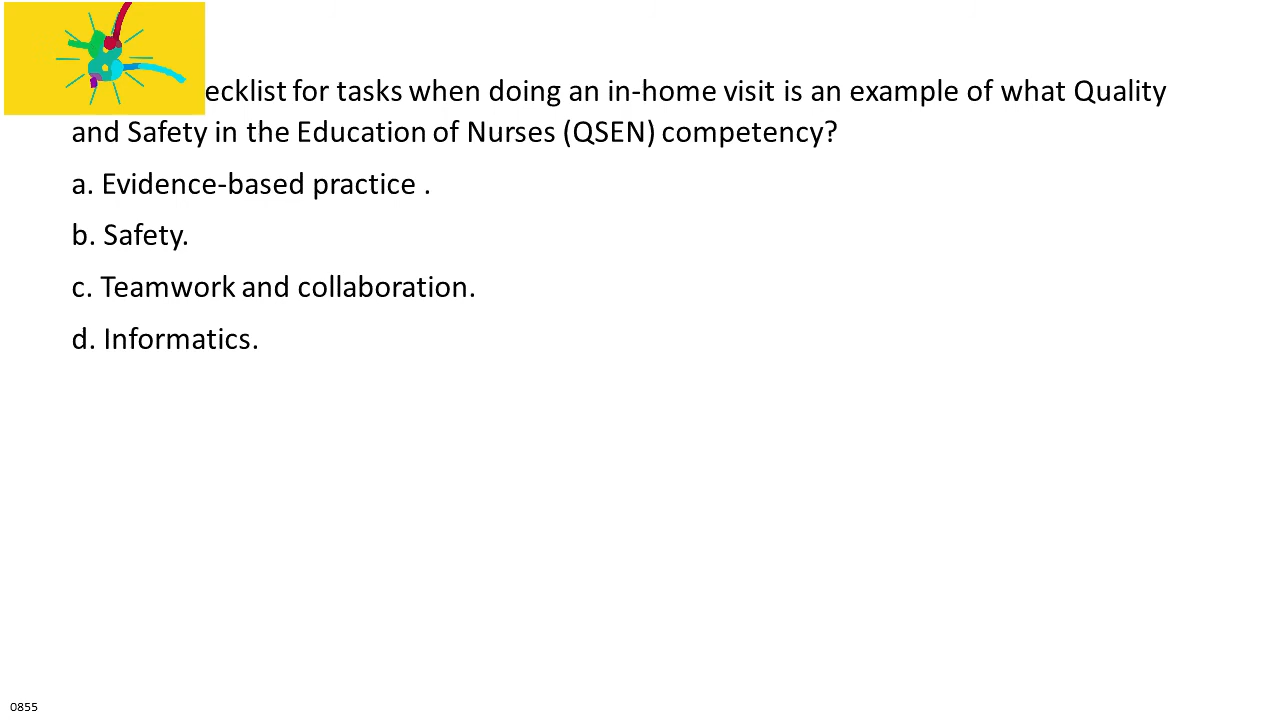 for tasks when doing an in-home visit is an example of what Quality
and Safety in the Education of Nurses (QSEN) competency?
a. Evidence-based practice .
b. Safety.
c. Teamwork and collaboration.
d. Informatics.
0855